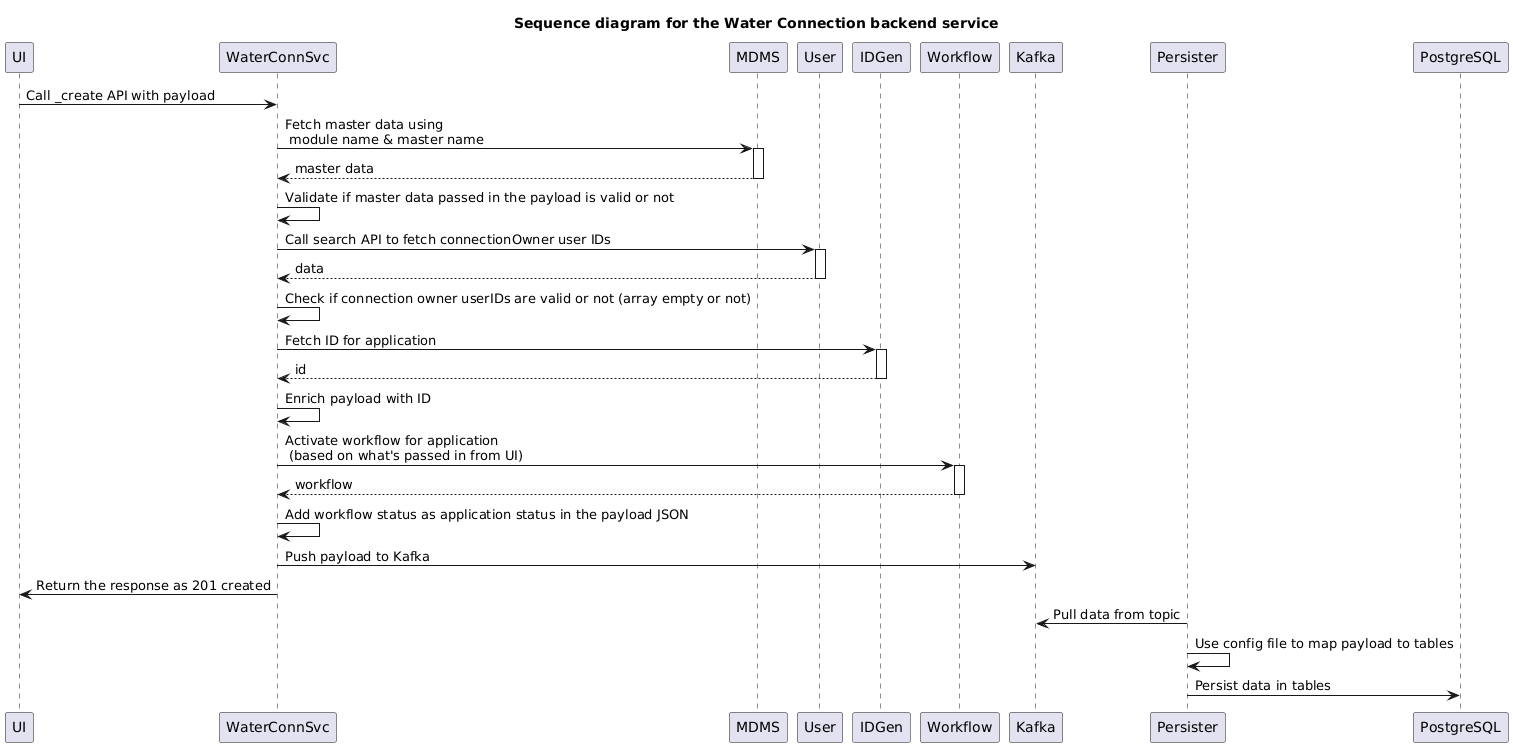 Sequence diagram for the Water Connection backend service
UI
WaterConnSvc
MDMS
User
IDGen
Workflow
Kafka
Persister
PostgreSQL
Call _create API with payload
Fetch master data using
module name & master name
master data
Validate if master data passed in the payload is valid or not
Call search API to fetch connectionOwner user IDs
data
Check if connection owner userIDs are valid or not (array empty or not)
Fetch ID for application
id
Enrich payload with ID
Activate workflow for application
(based on what's passed in from UI)
workflow
Add workflow status as application status in the payload JSON
Push payload to Kafka
Return the response as 201 created
Pull data from topic
Use config file to map payload to tables
Persist data in tables
UI
WaterConnSvc
MDMS
User
IDGen
Workflow
Kafka
Persister
PostgreSQL